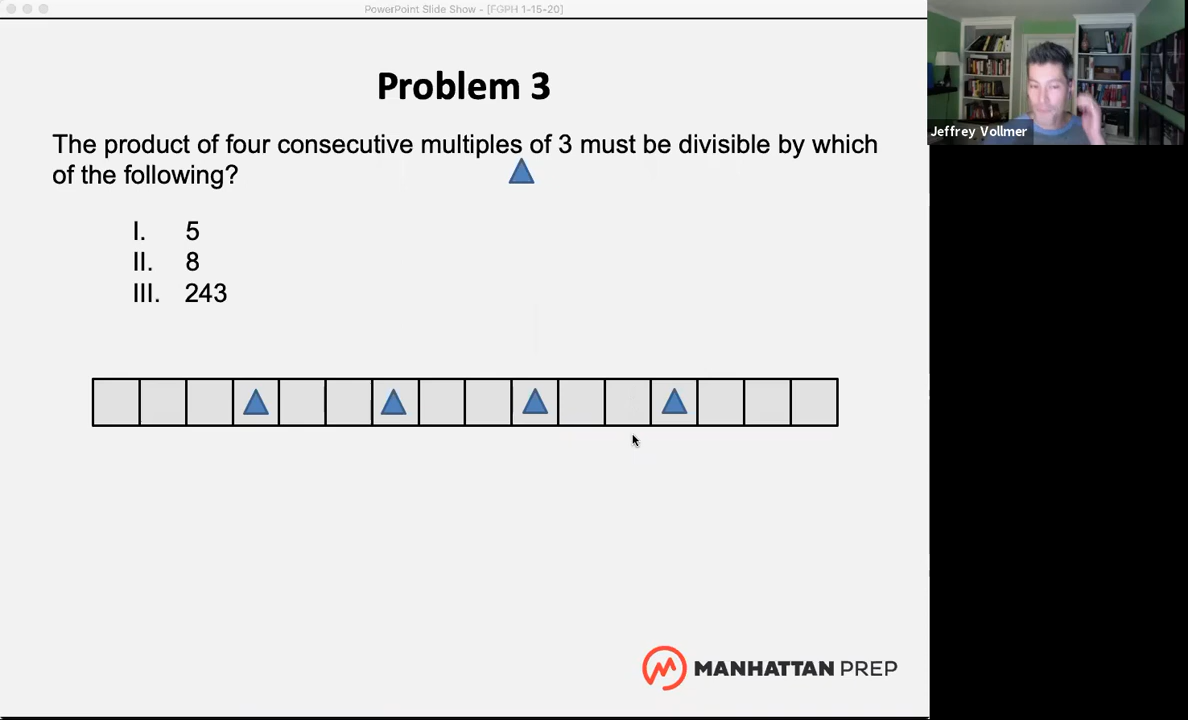 PowerPoint Slide Show - [FGPH 1-15-20]
Problem 3
The product of four consecutive multiples of 3 must be divisible by which
of the following?
I. 5
II. 8
III. 243
Jeffrey Vollmer
MANHATTAN PREP